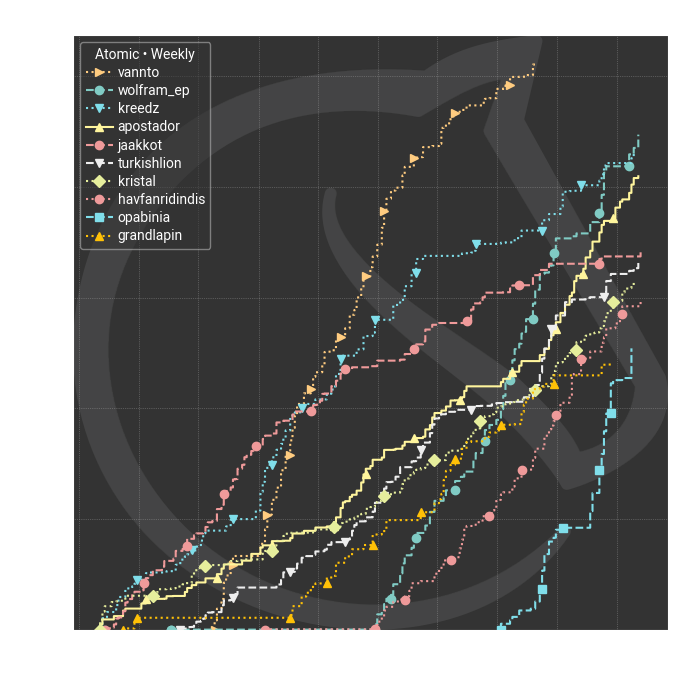 Atomic • Weekly
vannto
wolfram_ep
kreedz
apostador
jaakkot
turkishlion
kristal
havfanridindis
opabinia
grandlapin